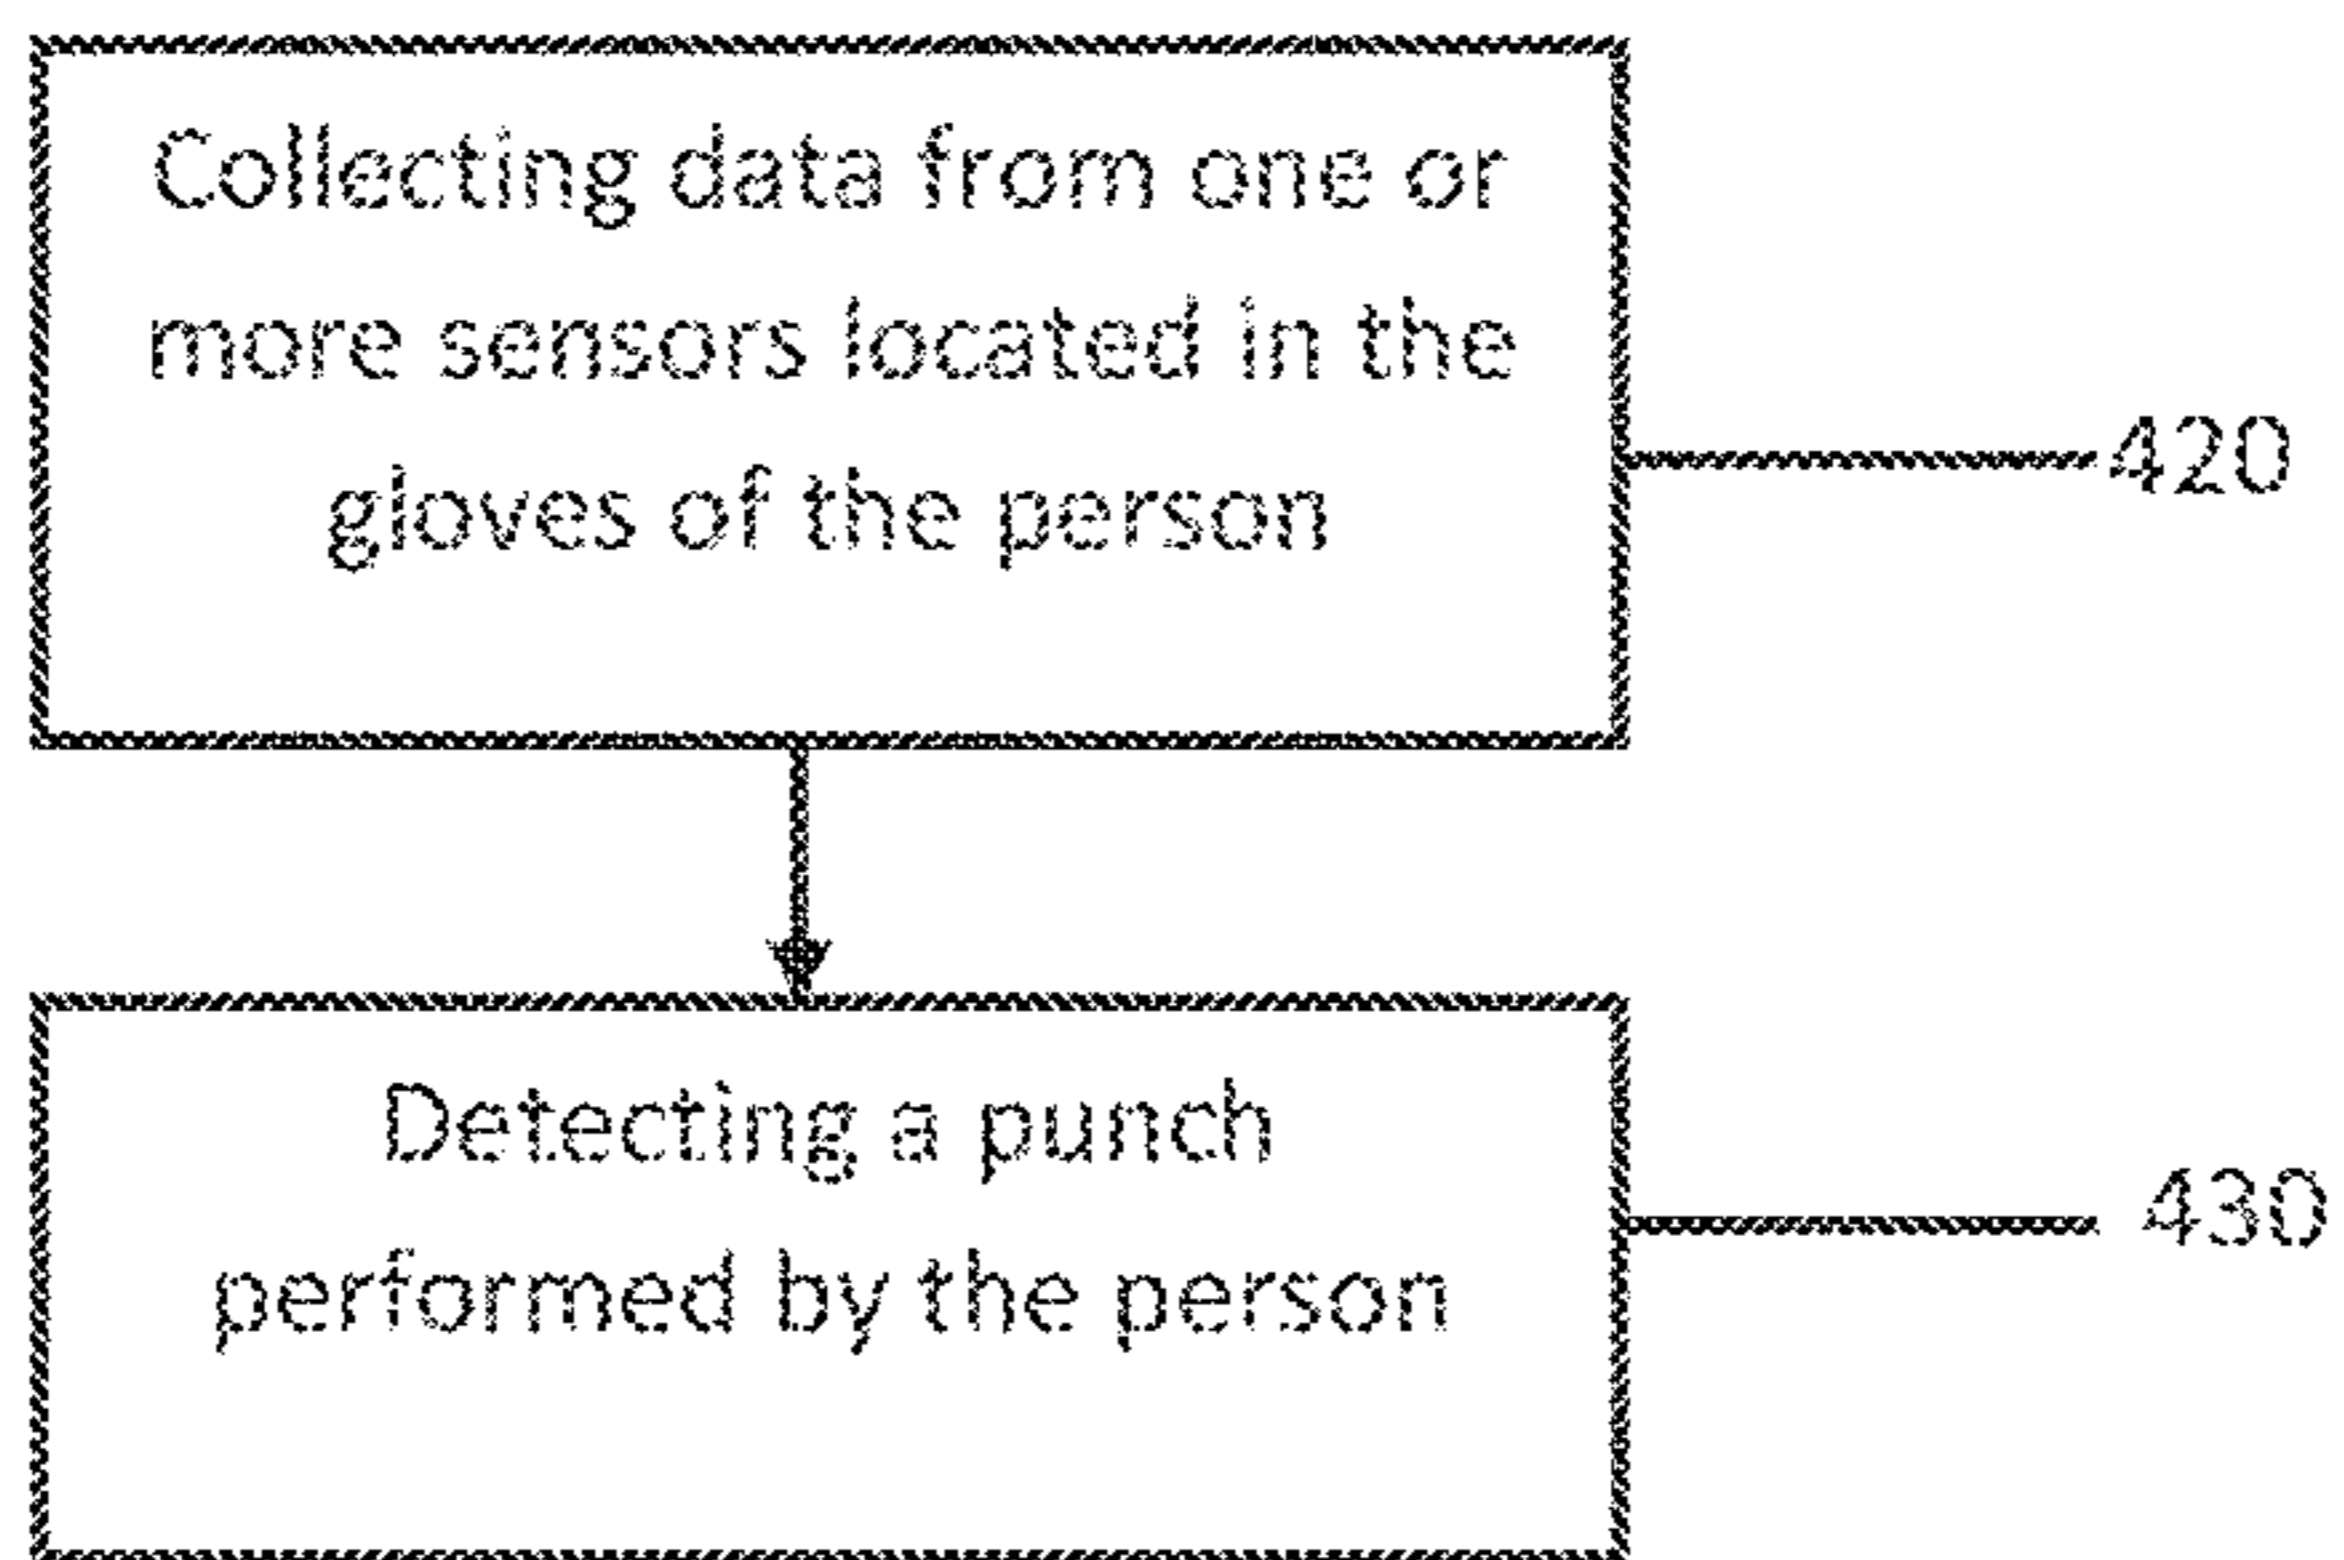 Collecting data from one or
more sensors located in the
gloves of the person
420
Detecting a punch
performed by the person
430